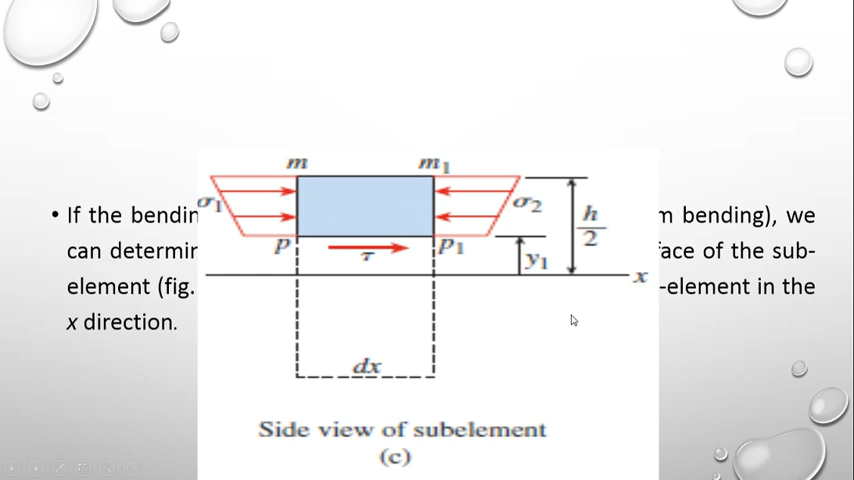 m m₁
σ₁ σ₂ h
• If the bendin m bending), we
2
p τ p₁
can determir face of the sub-
y₁
x
element (fig. -element in the
x direction.
dx
Side view of subelement
(c)